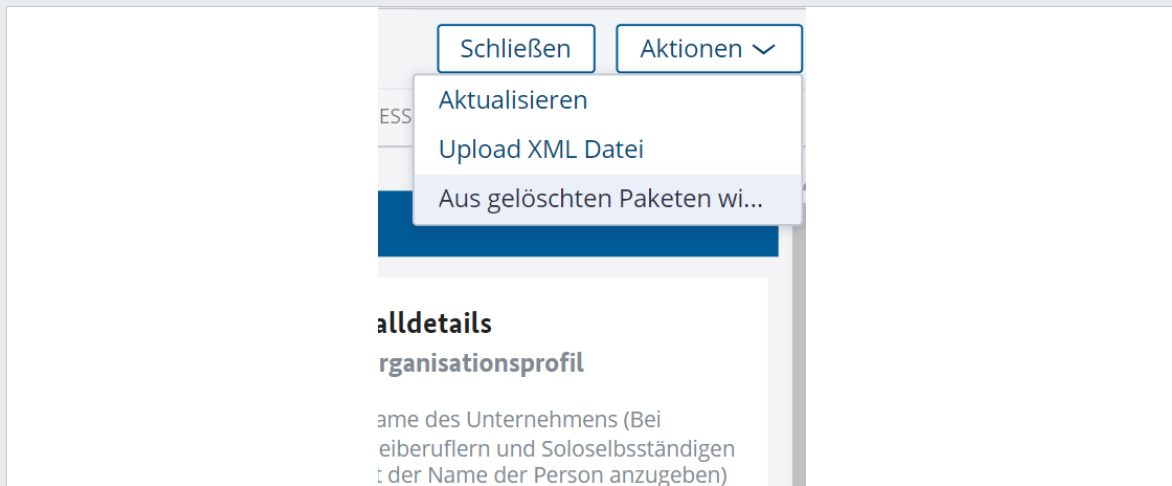 Schließen
Aktionen
Aktualisieren
ESS
Upload XML Datei
Aus gelöschten Paketen wi...
alldetails
rganisationsprofil
ame des Unternehmens (Bei
eiberuflern und Soloselbsständigen
t der Name der Person anzugeben)